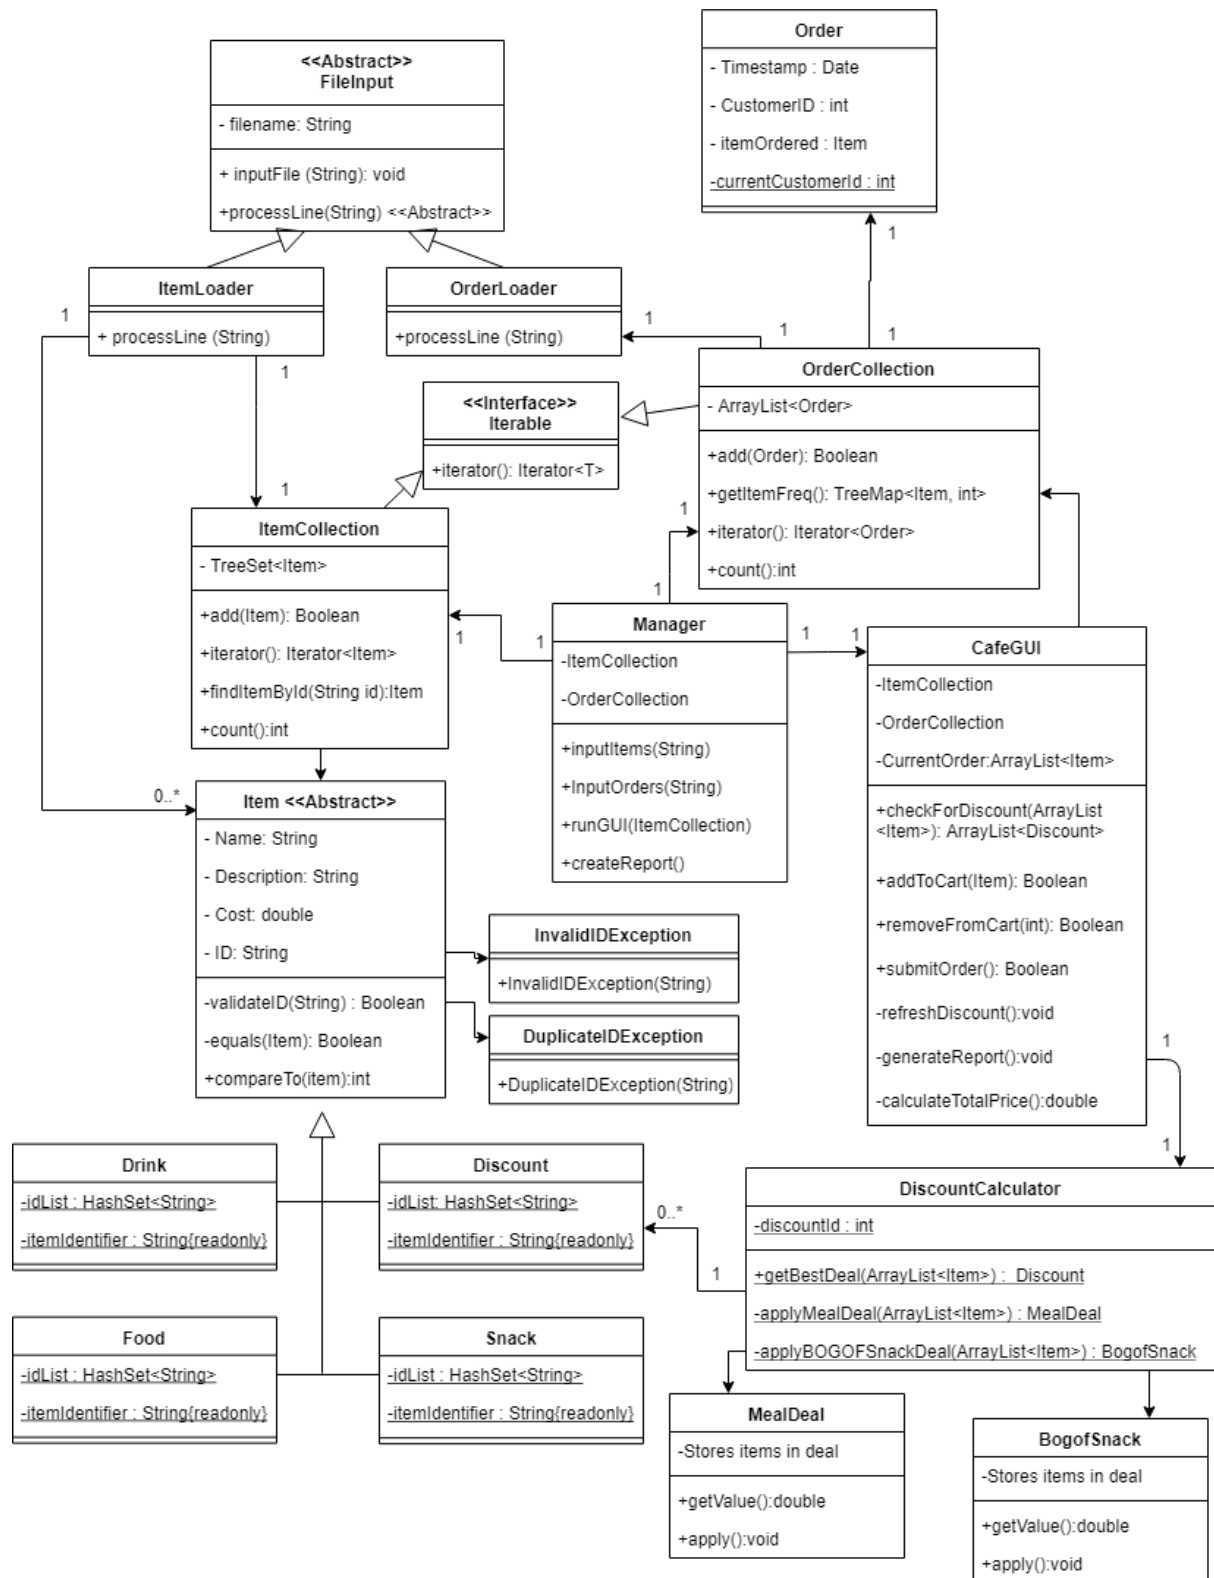 <<Abstract>>
FileInput
- filename: String
+ inputFile (String): void
+processLine(String) <<Abstract>>
Order
- Timestamp : Date
- CustomerID : int
- itemOrdered : Item
-currentCustomerId : int
1
ItemLoader
+ processLine (String)
1
1
OrderLoader
+processLine (String)
1
1
1
OrderCollection
- ArrayList<Order>
+add(Order): Boolean
+getItemFreq(): TreeMap<Item, int>
+iterator(): Iterator<Order>
+count():int
<<Interface>>
Iterable
+iterator(): Iterator<T>
1
1
ItemCollection
- TreeSet<Item>
+add(Item): Boolean
+iterator(): Iterator<Item>
+findItemById(String id):Item
+count():int
1
1
1
Manager
-ItemCollection
-OrderCollection
+inputItems(String)
+InputOrders(String)
+runGUI(ItemCollection)
+createReport()
1
1
CafeGUI
-ItemCollection
-OrderCollection
-CurrentOrder:ArrayList<Item>
+checkForDiscount(ArrayList
<Item>): ArrayList<Discount>
+addToCart(Item): Boolean
+removeFromCart(int): Boolean
+submitOrder(): Boolean
-refreshDiscount():void
-generateReport():void
-calculateTotalPrice():double
0..*
Item <<Abstract>>
- Name: String
- Description: String
- Cost: double
- ID: String
-validateID(String) : Boolean
-equals(Item): Boolean
+compareTo(item):int
InvalidIDException
+InvalidIDException(String)
DuplicateIDException
+DuplicateIDException(String)
1
1
Drink
-idList : HashSet<String>
-itemIdentifier : String{readonly}
Discount
-idList: HashSet<String>
-itemIdentifier : String{readonly}
0..*
1
DiscountCalculator
-discountId : int
+getBestDeal(ArrayList<Item>) : Discount
-applyMealDeal(ArrayList<Item>) : MealDeal
-applyBOGOFSnackDeal(ArrayList<Item>) : BogofSnack
Food
-idList : HashSet<String>
-itemIdentifier : String{readonly}
Snack
-idList : HashSet<String>
-itemIdentifier : String{readonly}
MealDeal
-Stores items in deal
+getValue():double
+apply():void
BogofSnack
-Stores items in deal
+getValue():double
+apply():void